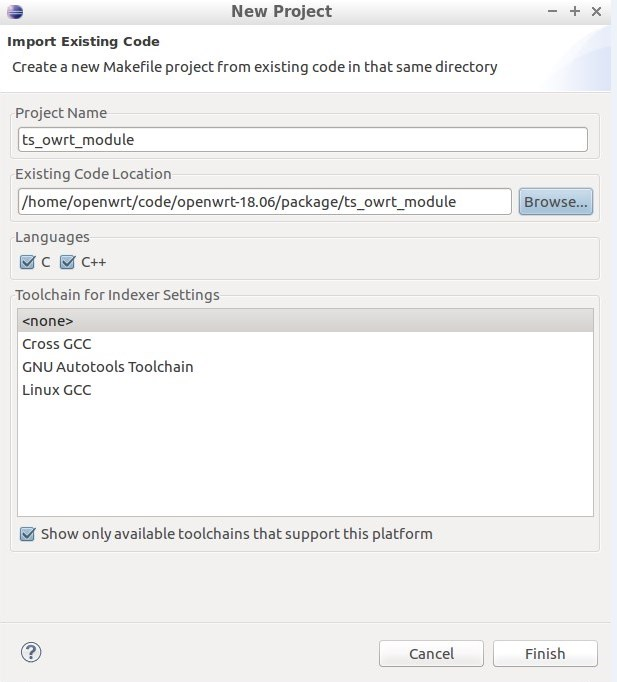 New Project
Import Existing Code
Create a new Makefile project from existing code in that same directory
Project Name
ts_owrt_module
Existing Code Location
/home/openwrt/code/openwrt-18.06/package/ts_owrt_module Browse...
Languages
C C++
Toolchain for Indexer Settings
<none>
Cross GCC
GNU Autotools Toolchain
Linux GCC
Show only available toolchains that support this platform
Cancel Finish